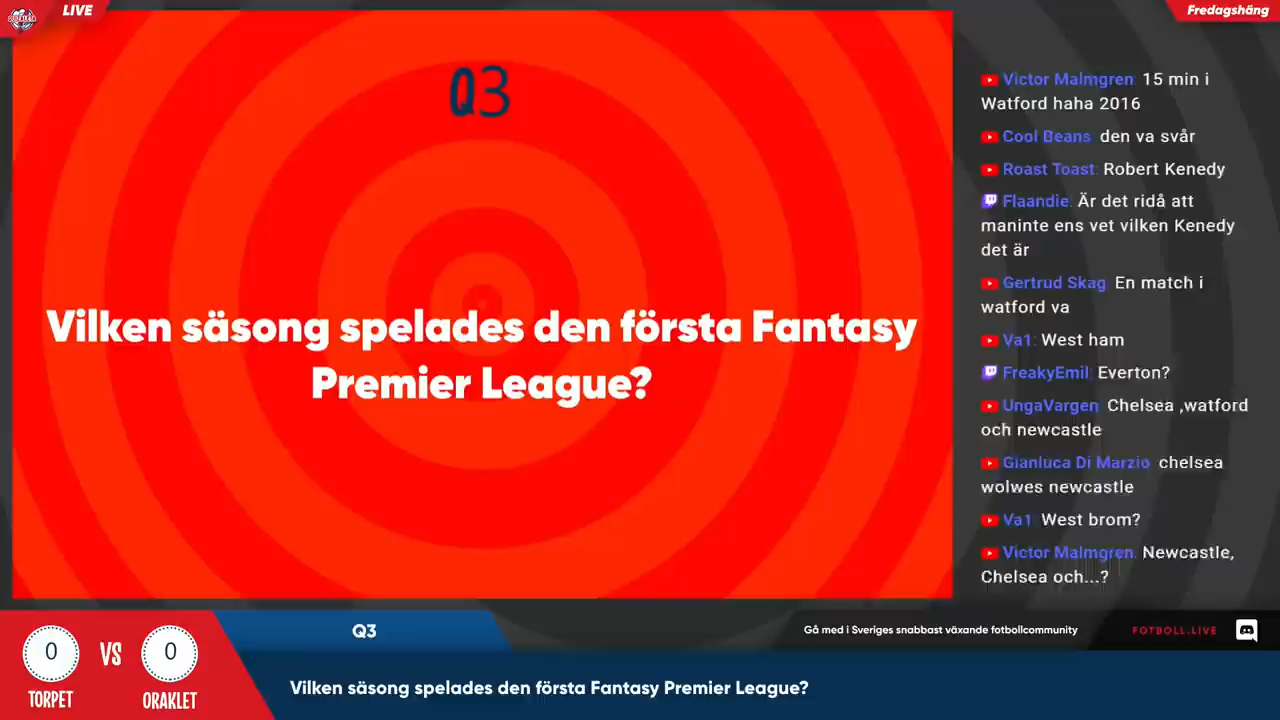 LIVE
Fredagshäng
Q3
Vilken säsong spelades den första Fantasy
Premier League?
Victor Malmgren: 15 min i
Watford haha 2016
Cool Beans: den va svår
Roast Toast: Robert Kenedy
Flaandie: Är det ridå att
maninte ens vet vilken Kenedy
det är
Gertrud Skag: En match i
watford va
Va1: West ham
FreakyEmil: Everton?
UngaVargen: Chelsea ,watford
och newcastle
Gianluca Di Marzio: chelsea
wolwes newcastle
Va1: West brom?
Victor Malmgren: Newcastle,
Chelsea och...?
0 VS 0
TORPET ORAKLET
Q3
Gå med i Sveriges snabbast växande fotbollcommunity
FOTBOLL.LIVE
Vilken säsong spelades den första Fantasy Premier League?